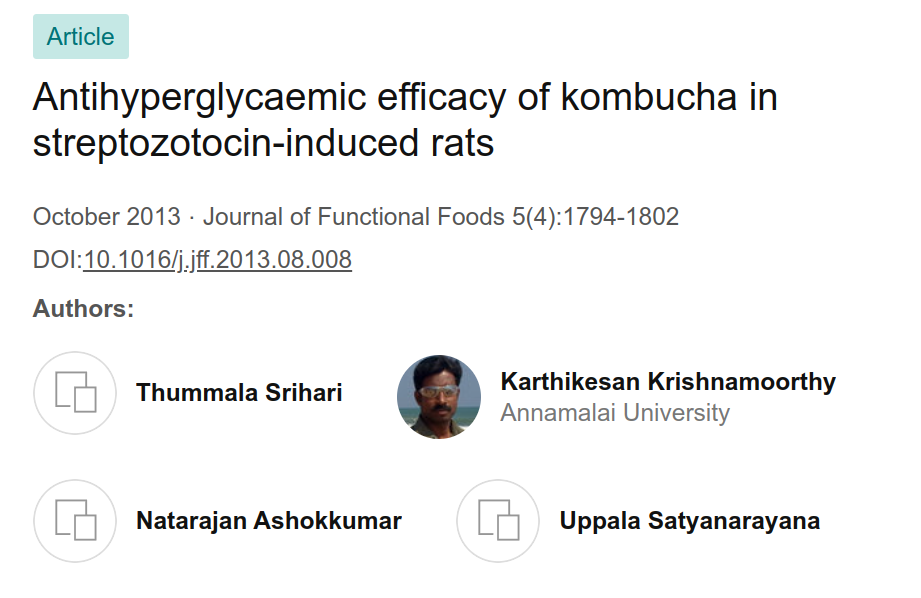 Article
Antihyperglycaemic efficacy of kombucha in
streptozotocin-induced rats
October 2013 · Journal of Functional Foods 5(4):1794-1802
DOI:10.1016/j.jff.2013.08.008
Authors:
Thummala Srihari
Karthikesan Krishnamoorthy
Annamalai University
Natarajan Ashokkumar
Uppala Satyanarayana